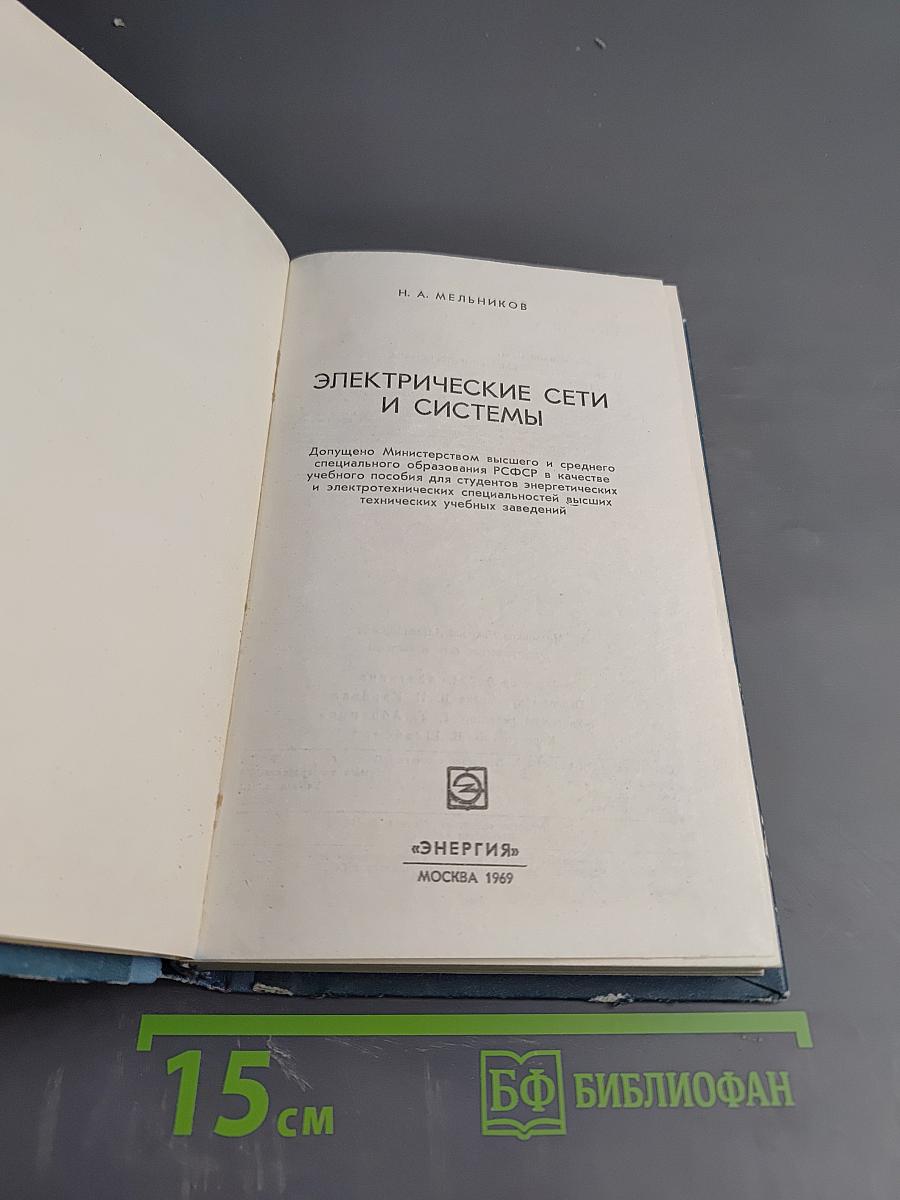 Н. А. МЕЛЬНИКОВ
ЭЛЕКТРИЧЕСКИЕ СЕТИ
И СИСТЕМЫ
Допущено Министерством высшего и среднего
специального образования РСФСР в качестве
учебного пособия для студентов энергетических
и электротехнических специальностей высших
технических учебных заведений
«ЭНЕРГИЯ»
МОСКВА 1969
15 см
БФ БИБЛИОФАН